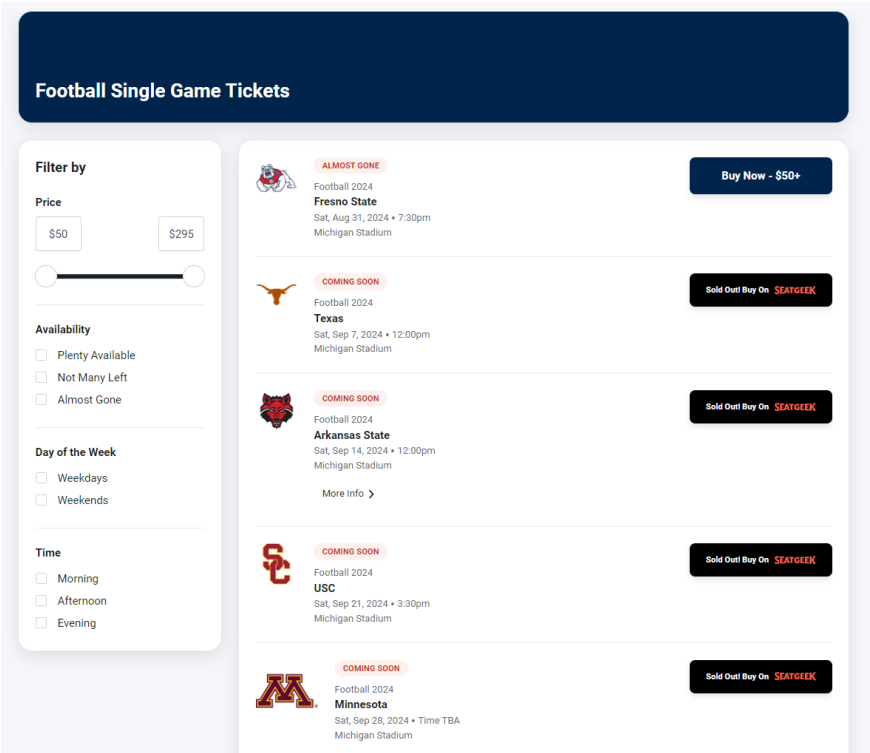 Football Single Game Tickets
Filter by
Price
$50
$295
Availability
Plenty Available
Not Many Left
Almost Gone
Day of the Week
Weekdays
Weekends
Time
Morning
Afternoon
Evening
ALMOST GONE
Football 2024
Fresno State
Sat, Aug 31, 2024 • 7:30pm
Michigan Stadium
Buy Now - $50+
COMING SOON
Football 2024
Texas
Sat, Sep 7, 2024 • 12:00pm
Michigan Stadium
Sold Out! Buy On SEATGEEK
COMING SOON
Football 2024
Arkansas State
Sat, Sep 14, 2024 • 12:00pm
Michigan Stadium
More Info
Sold Out! Buy On SEATGEEK
SC
COMING SOON
Football 2024
USC
Sat, Sep 21, 2024 • 3:30pm
Michigan Stadium
Sold Out! Buy On SEATGEEK
M
COMING SOON
Football 2024
Minnesota
Sat, Sep 28, 2024 • Time TBA
Michigan Stadium
Sold Out! Buy On SEATGEEK